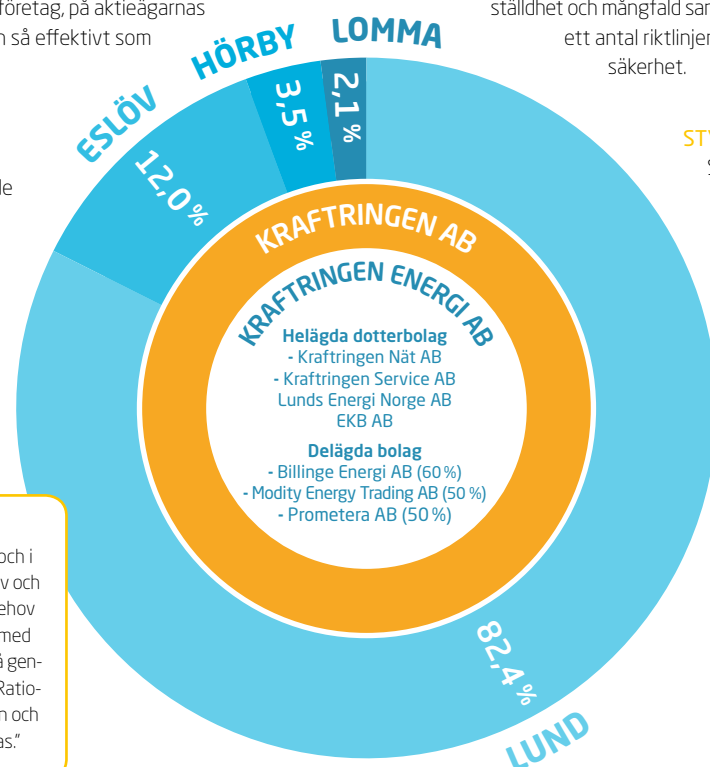 företag, på aktieägarnas
så effektivt som
ställdhet och mångfald
ett antal riktlinjer
säkerhet.
LOMMA
HÖRBY
ESLÖV
2,1 %
3,5 %
12,0 %
KRAFTRINGEN AB
KRAFTRINGEN ENERGI AB
Helägda dotterbolag
- Kraftringen Nät AB
- Kraftringen Service AB
Lunds Energi Norge AB
EKB AB
Delägda bolag
- Billinge Energi AB (60 %)
- Modity Energy Trading AB (50 %)
- Prometera AB (50 %)
och i
och
med
gen-
Ratio-
och
82,4 %
LUND